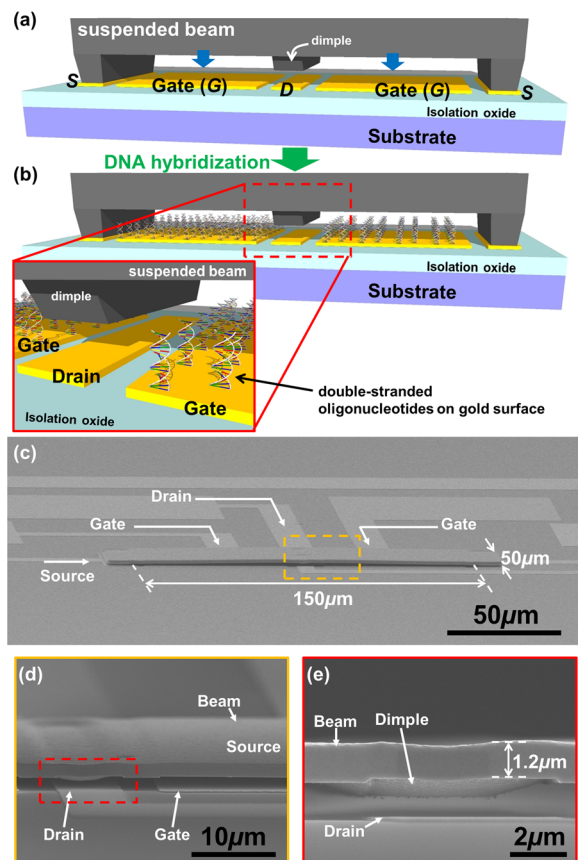 (a)
suspended beam
dimple
S
Gate (G)
D
Gate (G)
S
Isolation oxide
Substrate
DNA hybridization
(b)
Isolation oxide
Substrate
suspended beam
dimple
Gate
Drain
Gate
Isolation oxide
double-stranded
oligonucleotides on gold surface
(c)
Drain
Gate
Gate
Source
50μm
150μm
50μm
(d)
Beam
Source
Drain
Gate
10μm
(e)
Beam
Dimple
1.2μm
Drain
2μm